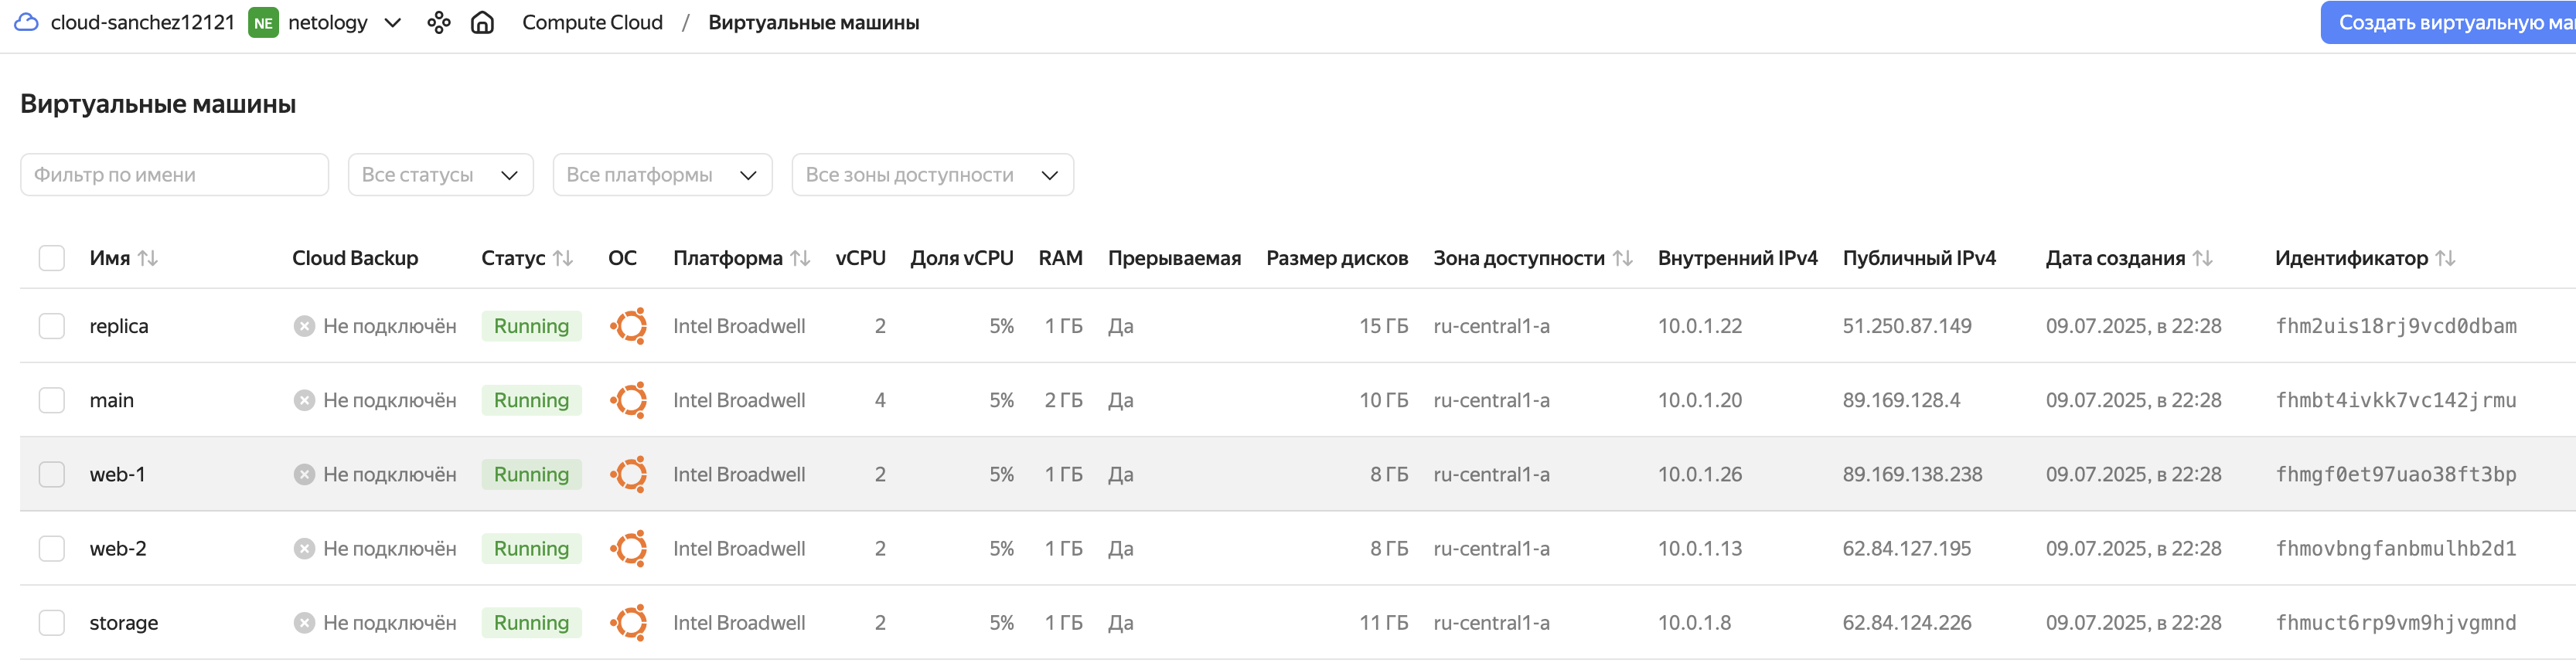 cloud-sanchez12121 NE netology Compute Cloud / Виртуальные машины Создать виртуальную
Виртуальные машины
Фильтр по имени Все статусы Все платформы Все зоны доступности
Имя Cloud Backup Статус ОС Платформа vCPU Доля vCPU RAM Прерываемая Размер дисков Зона доступности Внутренний IPv4 Публичный IPv4 Дата создания Идентификатор
replica Не подключён Running Intel Broadwell 2 5% 1 ГБ Да 15 ГБ ru-central1-a 10.0.1.22 51.250.87.149 09.07.2025, в 22:28 fhm2uis18rj9vcd0dbam
main Не подключён Running Intel Broadwell 4 5% 2 ГБ Да 10 ГБ ru-central1-a 10.0.1.20 89.169.128.4 09.07.2025, в 22:28 fhmbt4ivkk7vc142jrmu
web-1 Не подключён Running Intel Broadwell 2 5% 1 ГБ Да 8 ГБ ru-central1-a 10.0.1.26 89.169.138.238 09.07.2025, в 22:28 fhmgf0et97uao38ft3bp
web-2 Не подключён Running Intel Broadwell 2 5% 1 ГБ Да 8 ГБ ru-central1-a 10.0.1.13 62.84.127.195 09.07.2025, в 22:28 fhmovbngfanbmulhb2d1
storage Не подключён Running Intel Broadwell 2 5% 1 ГБ Да 11 ГБ ru-central1-a 10.0.1.8 62.84.124.226 09.07.2025, в 22:28 fhmuct6rp9vm9hjvgmnd